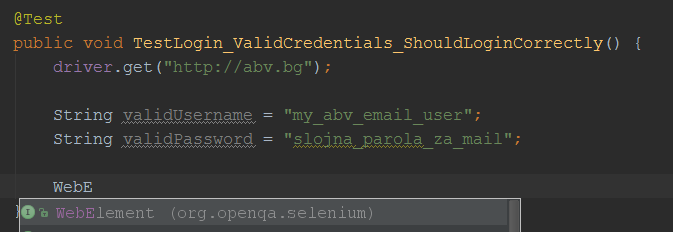 @Test
public void TestLogin_ValidCredentials_ShouldLoginCorrectly() {
driver.get("http://abv.bg");
String validUsername = "my_abv_email_user";
String validPassword = "slojna_parola_za_mail";
WebE
} WebElement (org.openqa.selenium)